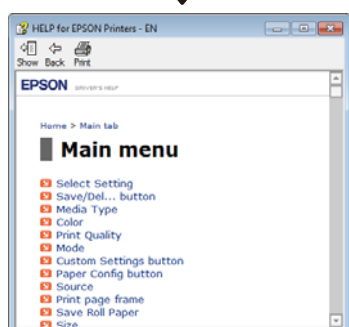 HELP for EPSON Printers - EN
Show Back Print
EPSON DRIVER'S HELP
Home > Main tab
Main menu
Select Setting
Save/Del... button
Media Type
Color
Print Quality
Mode
Custom Settings button
Paper Config button
Source
Print page frame
Save Roll Paper
Size